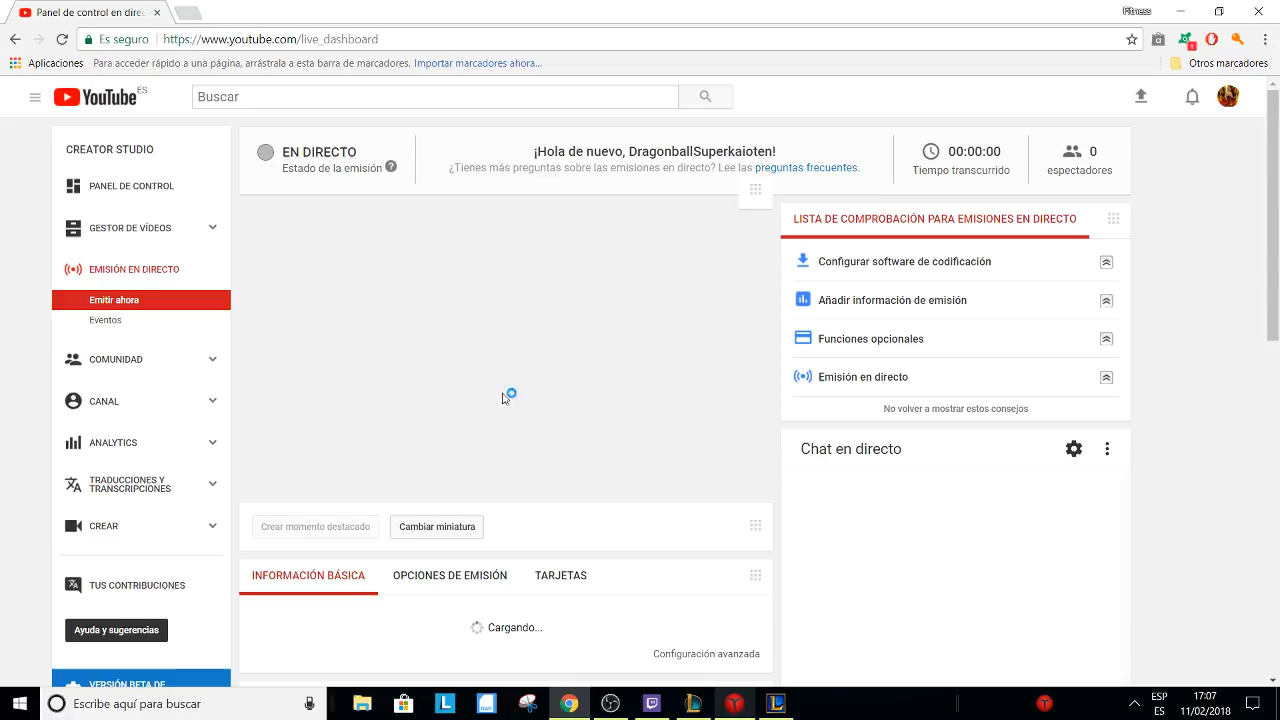 Panel de control en direc
Fitness
Es seguro
https://www.youtube.com/live_dashboard
1
Aplicaciones
Para acceder rápido a una página, arrástrala a esta barra de marcadores.
Importar marcadores ahora...
Otros marcadores
YouTube ES
Buscar
CREATOR STUDIO
PANEL DE CONTROL
GESTOR DE VÍDEOS
EMISIÓN EN DIRECTO
Emitir ahora
Eventos
COMUNIDAD
CANAL
ANALYTICS
TRADUCCIONES Y
TRANSCRIPCIONES
CREAR
TUS CONTRIBUCIONES
Ayuda y sugerencias
VERSIÓN BETA DE
EN DIRECTO
Estado de la emisión ?
¡Hola de nuevo, DragonballSuperkaioten!
¿Tienes más preguntas sobre las emisiones en directo? Lee las preguntas frecuentes.
00:00:00
Tiempo transcurrido
0
espectadores
LISTA DE COMPROBACIÓN PARA EMISIONES EN DIRECTO
Configurar software de codificación
Añadir información de emisión
Funciones opcionales
Emisión en directo
No volver a mostrar estos consejos
Chat en directo
Crear momento destacado
Cambiar miniatura
INFORMACIÓN BÁSICA
OPCIONES DE EMISIÓN
TARJETAS
Cargando...
Configuración avanzada
Escribe aquí para buscar
ESP
ES
17:07
11/02/2018